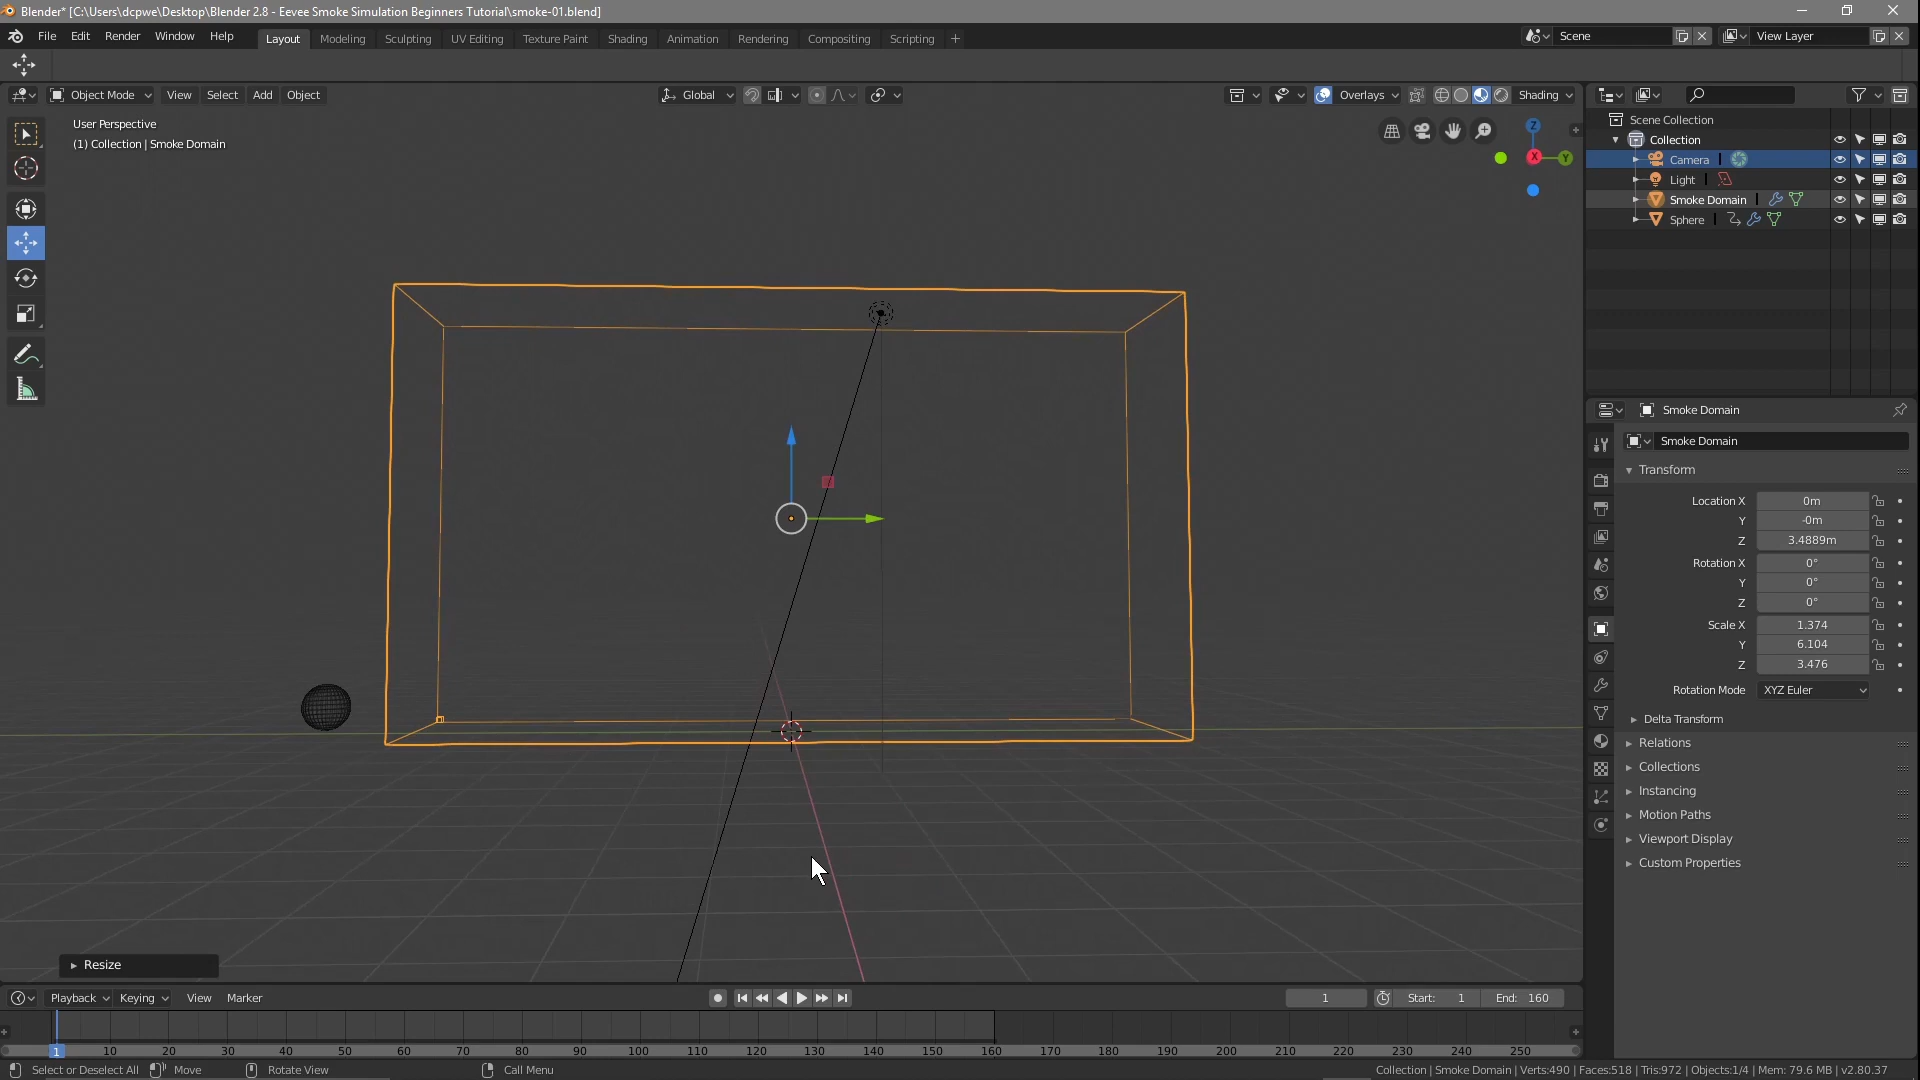 Blender* [C:\Users\dcpwe\Desktop\Blender 2.8 - Eevee Smoke Simulation Beginners Tutorial\smoke-01.blend]
File Edit Render Window Help Layout Modeling Sculpting UV Editing Texture Paint Shading Animation Rendering Compositing Scripting + Scene View Layer
Object Mode View Select Add Object Global Overlays Shading
User Perspective
(1) Collection | Smoke Domain
Z
X
Y
Scene Collection
Collection
Camera
Light
Smoke Domain
Sphere
Smoke Domain
Smoke Domain
Transform
Location X 0m
Y -0m
Z 3.4889m
Rotation X 0°
Y 0°
Z 0°
Scale X 1.374
Y 6.104
Z 3.476
Rotation Mode XYZ Euler
Delta Transform
Relations
Collections
Instancing
Motion Paths
Viewport Display
Custom Properties
Resize
Playback Keying View Marker 1 Start: 1 End: 160
1 10 20 30 40 50 60 70 80 90 100 110 120 130 140 150 160 170 180 190 200 210 220 230 240 250
Select or Deselect All Move Rotate View Call Menu Collection | Smoke Domain | Verts:490 | Faces:518 | Tris:972 | Objects:1/4 | Mem: 79.6 MB | v2.80.37